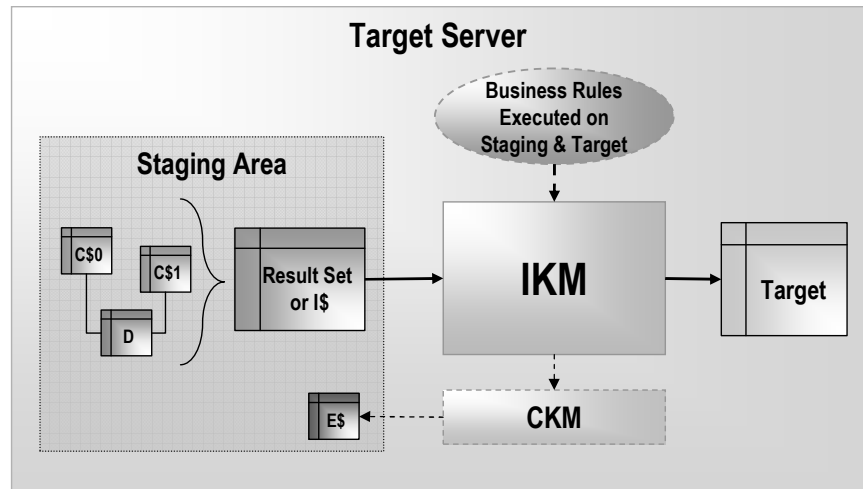 Target Server
Business Rules
Executed on
Staging & Target
Staging Area
C$0
C$1
D
Result Set
or I$
IKM
Target
E$
CKM